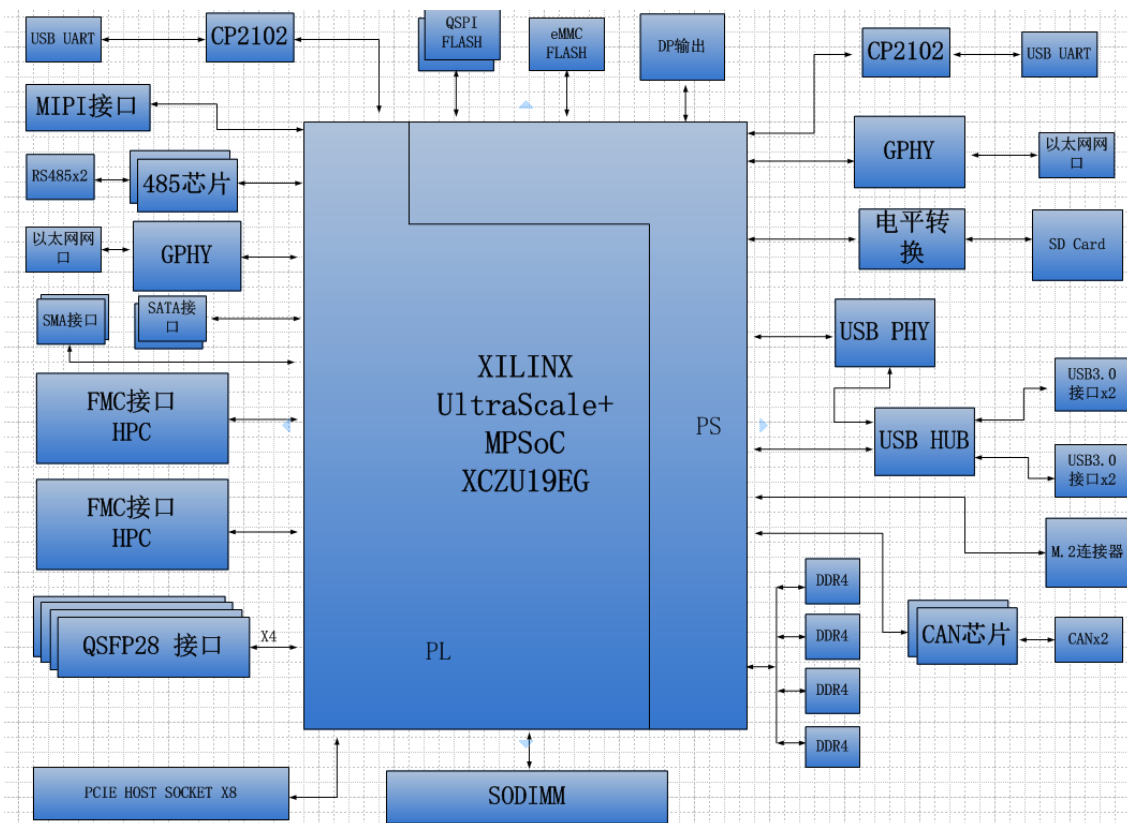 USB UART
CP2102
QSPI
FLASH
eMMC
FLASH
DP输出
CP2102
USB UART
MIPI接口
GPHY
以太网网
口
RS485x2
485芯片
以太网网
口
GPHY
电平转
换
SD Card
SMA接口
SATA接
口
USB PHY
XILINX
UltraScale+
MPSoC
XCZU19EG
PS
PL
FMC接口
HPC
USB HUB
USB3.0
接口x2
USB3.0
接口x2
FMC接口
HPC
M.2连接器
DDR4
DDR4
DDR4
DDR4
CAN芯片
CANx2
QSFP28 接口
X4
PCIE HOST SOCKET X8
SODIMM